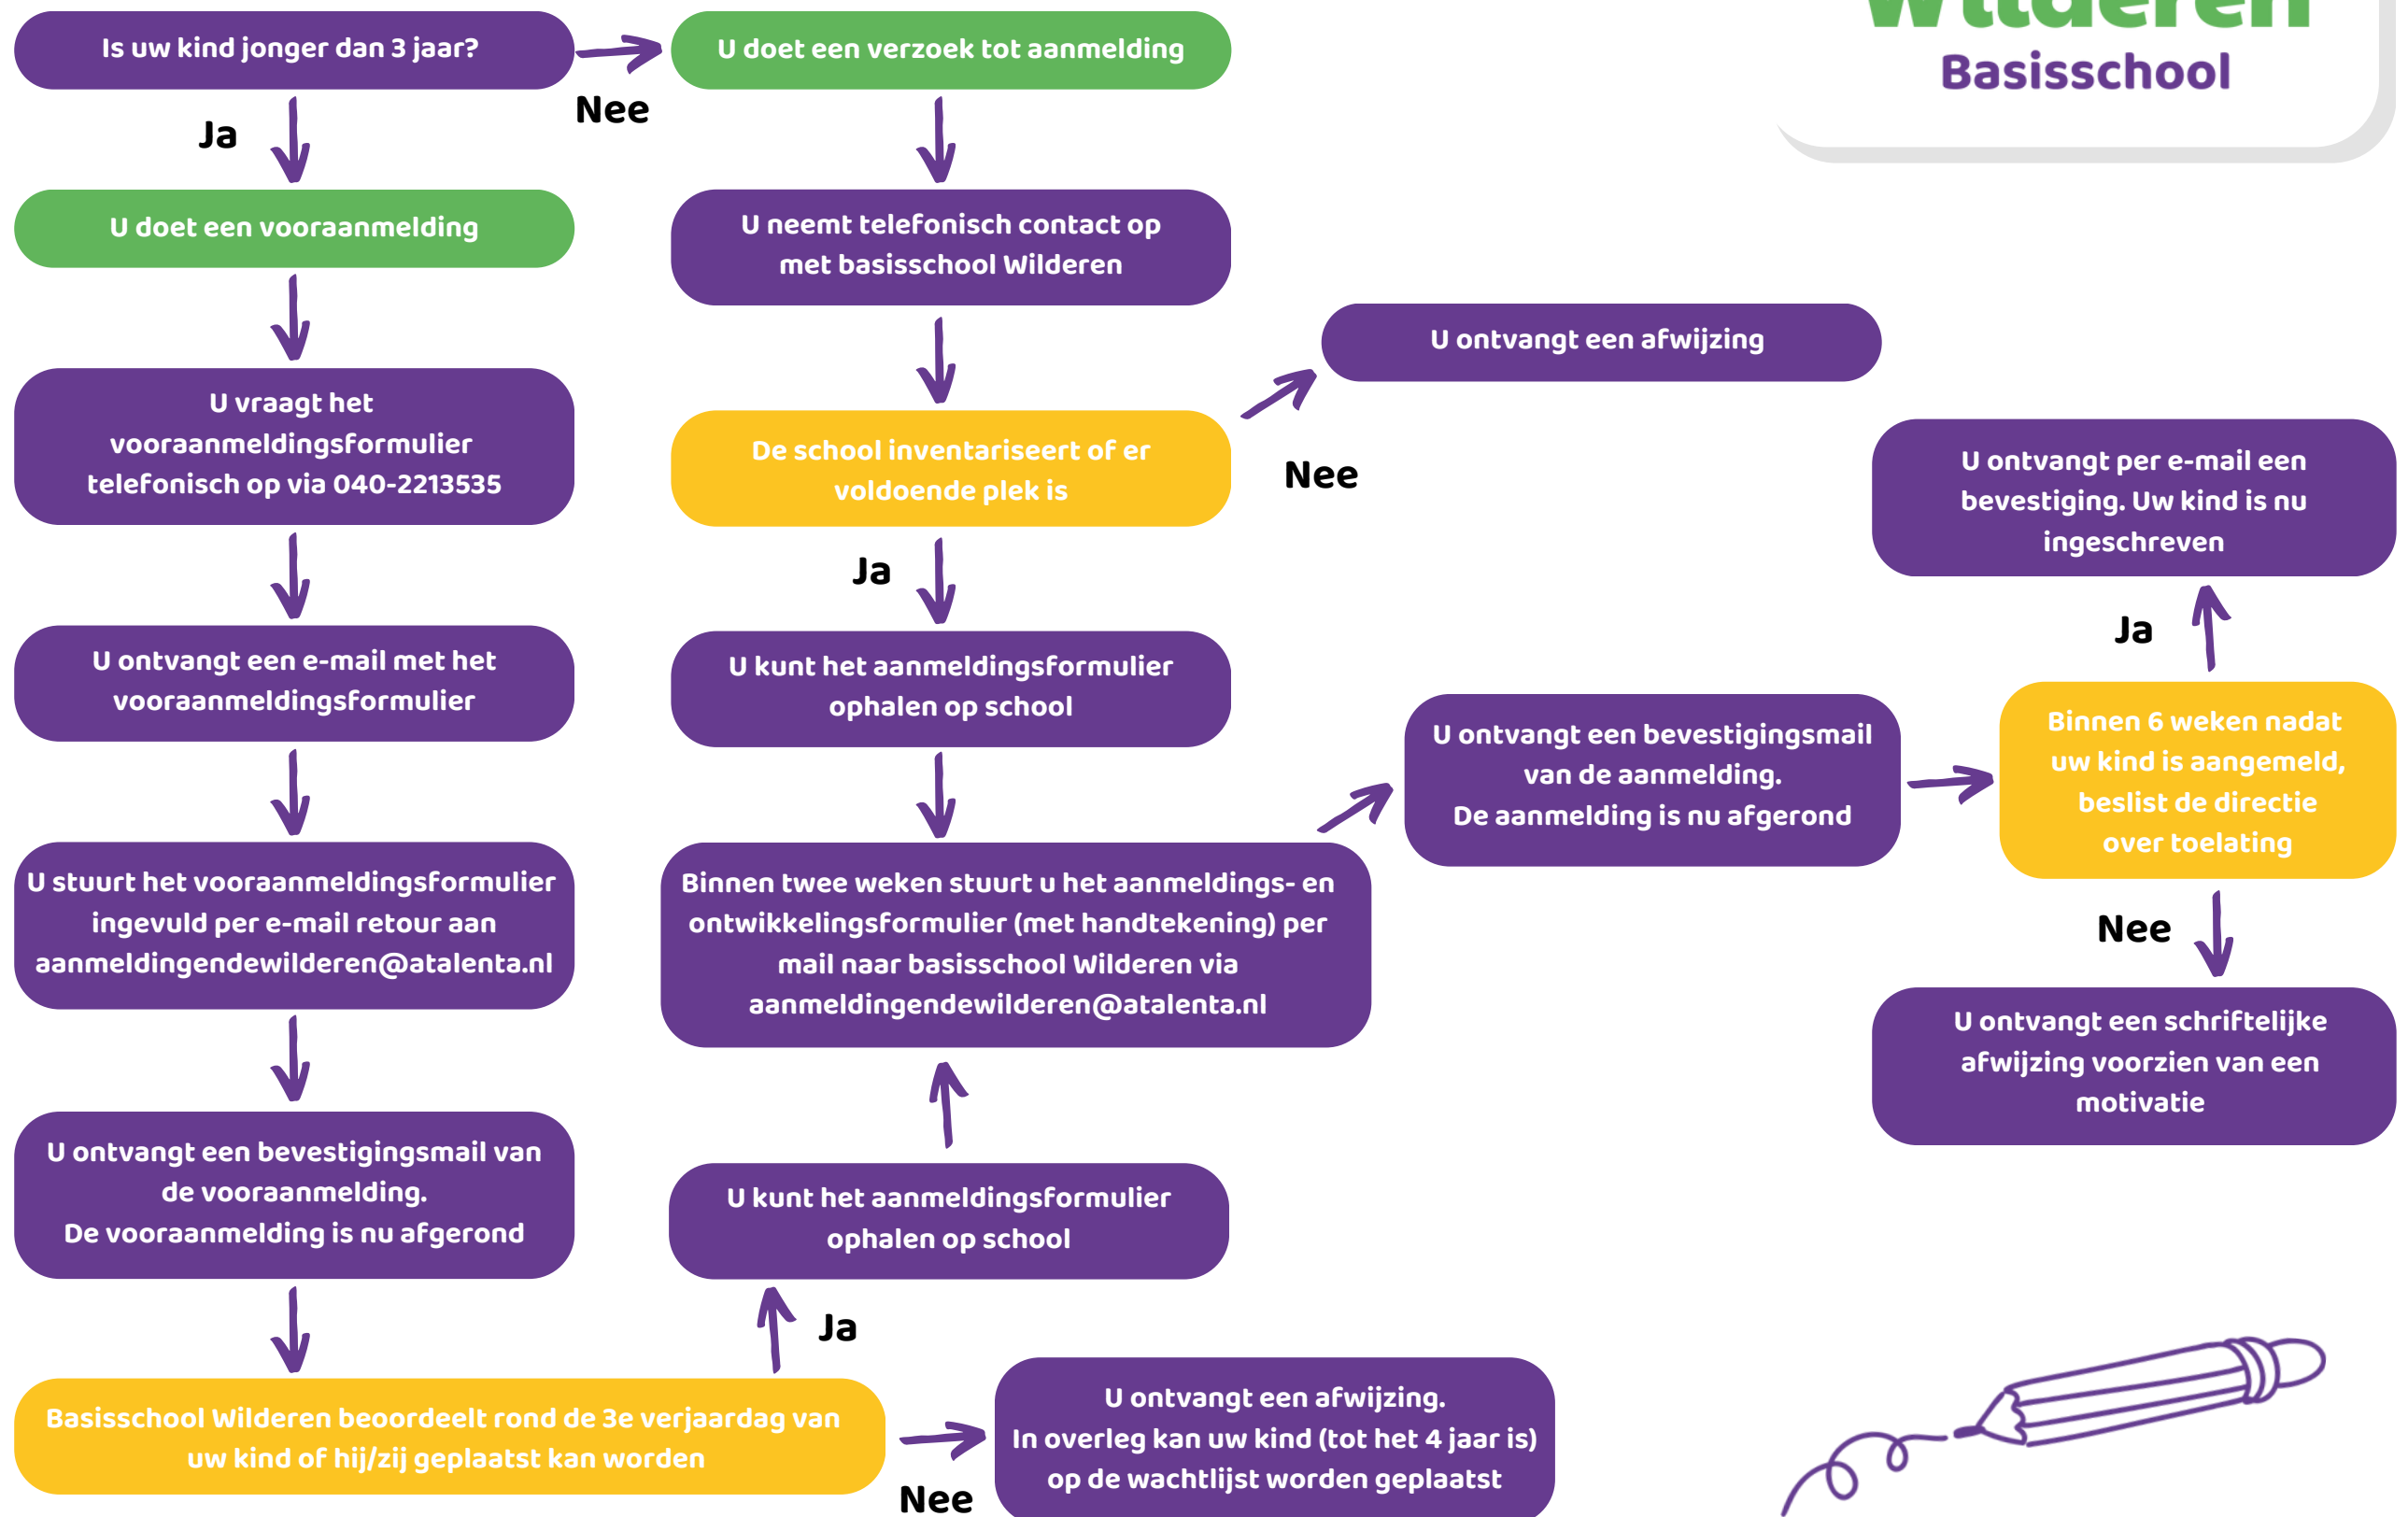 Wilderen
Basisschool
Is uw kind jonger dan 3 jaar?
Nee
Ja
U doet een verzoek tot aanmelding
U doet een vooraanmelding
U vraagt het
vooraanmeldingsformulier
telefonisch op via 040-2213535
U ontvangt een e-mail met het
vooraanmeldingsformulier
U stuurt het vooraanmeldingsformulier
ingevuld per e-mail retour aan
aanmeldingendewilderen@atalenta.nl
U ontvangt een bevestigingsmail van
de vooraanmelding.
De vooraanmelding is nu afgerond
Basisschool Wilderen beoordeelt rond de 3e verjaardag van
uw kind of hij/zij geplaatst kan worden
Ja
Nee
U ontvangt een afwijzing.
In overleg kan uw kind (tot het 4 jaar is)
op de wachtlijst worden geplaatst
U kunt het aanmeldingsformulier
ophalen op school
U neemt telefonisch contact op
met basisschool Wilderen
De school inventariseert of er
voldoende plek is
Nee
U ontvangt een afwijzing
Ja
U kunt het aanmeldingsformulier
ophalen op school
Binnen twee weken stuurt u het aanmeldings- en
ontwikkelingsformulier (met handtekening) per
mail naar basisschool Wilderen via
aanmeldingendewilderen@atalenta.nl
U ontvangt een bevestigingsmail
van de aanmelding.
De aanmelding is nu afgerond
Binnen 6 weken nadat
uw kind is aangemeld,
beslist de directie
over toelating
Ja
U ontvangt per e-mail een
bevestiging. Uw kind is nu
ingeschreven
Nee
U ontvangt een schriftelijke
afwijzing voorzien van een
motivatie